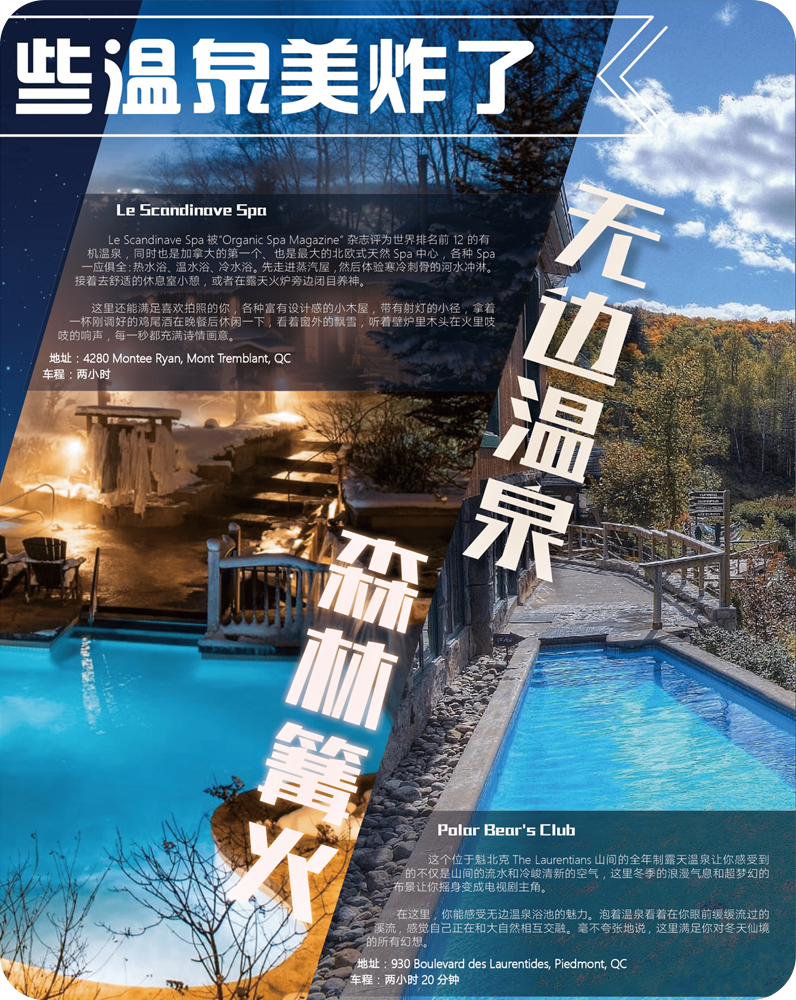 些温泉美炸了
Le Scandinave Spa
Le Scandinave Spa 被“Organic Spa Magazine” 杂志评为世界排名前 12 的有
机温泉，同时也是加拿大的第一个、也是最大的北欧式天然 Spa 中心，各种 Spa
一应俱全：热水浴、温水浴、冷水浴。先走进蒸汽屋，然后体验寒冷刺骨的河水冲淋。
接着去舒适的休息室小憩，或者在露天火炉旁边闭目养神。
这里还能满足喜欢拍照的你，各种富有设计感的小木屋，带有射灯的小径，拿着
一杯刚调好的鸡尾酒在晚餐后休闲一下，看着窗外的飘雪，听着壁炉里木头在火里吱
吱的响声，每一秒都充满诗情画意。
地址：4280 Montee Ryan, Mont Tremblant, QC
车程：两小时
无边温泉
森林篝火
Polar Bear's Club
这个位于魁北克 The Laurentians 山间的全年制露天温泉让你感受到
的不仅是山间的流水和冷峻清新的空气，这里冬季的浪漫气息和超梦幻的
布景让你摇身变成电视剧主角。
在这里，你能感受无边温泉浴池的魅力。泡着温泉看着在你眼前缓缓流过的
溪流，感觉自己正在和大自然相互交融。毫不夸张地说，这里满足你对冬天仙境
的所有幻想。
地址：930 Boulevard des Laurentides, Piedmont, QC
车程：两小时 20 分钟